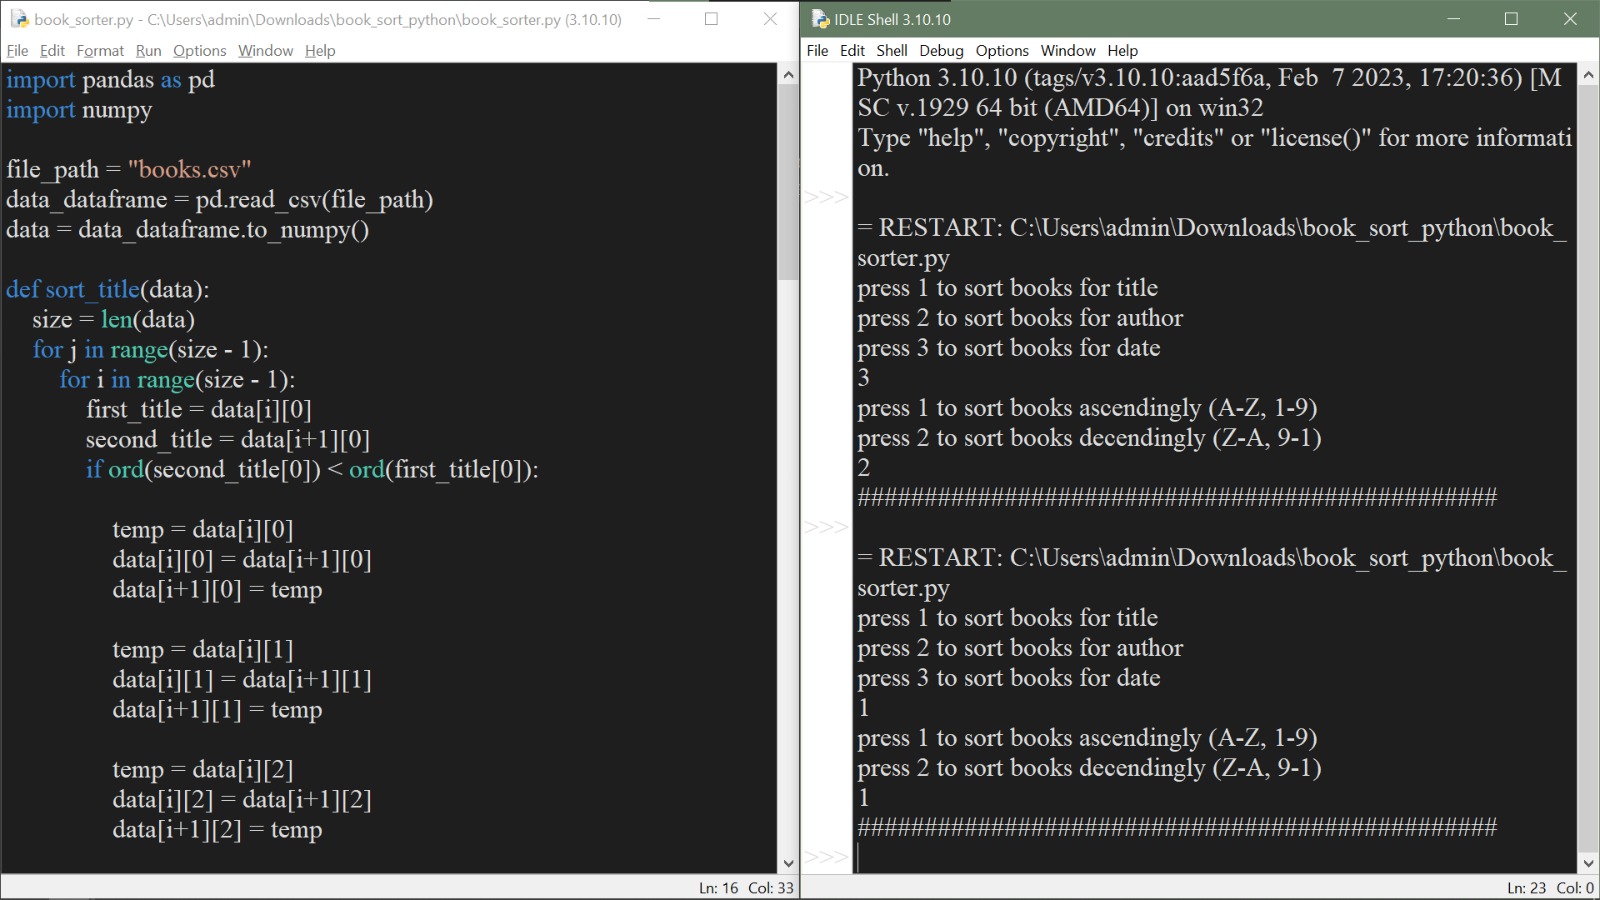 book_sorter.py - C:\Users\admin\Downloads\book_sort_python\book_sorter.py (3.10.10)
File Edit Format Run Options Window Help
import pandas as pd
import numpy
file_path = "books.csv"
data_dataframe = pd.read_csv(file_path)
data = data_dataframe.to_numpy()
def sort_title(data):
size = len(data)
for j in range(size - 1):
for i in range(size - 1):
first_title = data[i][0]
second_title = data[i+1][0]
if ord(second_title[0]) < ord(first_title[0]):
temp = data[i][0]
data[i][0] = data[i+1][0]
data[i+1][0] = temp
temp = data[i][1]
data[i][1] = data[i+1][1]
data[i+1][1] = temp
temp = data[i][2]
data[i][2] = data[i+1][2]
data[i+1][2] = temp
Ln: 16 Col: 33
IDLE Shell 3.10.10
File Edit Shell Debug Options Window Help
Python 3.10.10 (tags/v3.10.10:aad5f6a, Feb  7 2023, 17:20:36) [M
SC v.1929 64 bit (AMD64)] on win32
Type "help", "copyright", "credits" or "license()" for more informati
on.
>>>
= RESTART: C:\Users\admin\Downloads\book_sort_python\book_
sorter.py
press 1 to sort books for title
press 2 to sort books for author
press 3 to sort books for date
3
press 1 to sort books ascendingly (A-Z, 1-9)
press 2 to sort books decendingly (Z-A, 9-1)
2
################################################
>>>
= RESTART: C:\Users\admin\Downloads\book_sort_python\book_
sorter.py
press 1 to sort books for title
press 2 to sort books for author
press 3 to sort books for date
1
press 1 to sort books ascendingly (A-Z, 1-9)
press 2 to sort books decendingly (Z-A, 9-1)
1
################################################
>>>
Ln: 23 Col: 0